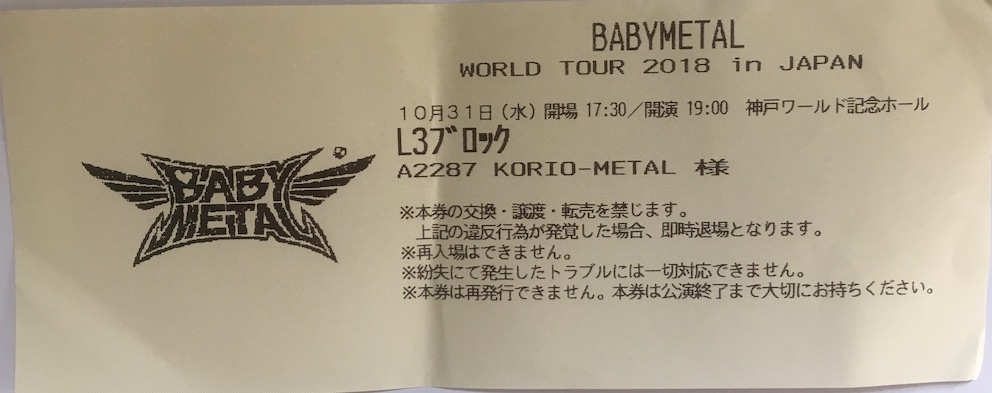 BABYMETAL
WORLD TOUR 2018 in JAPAN
10月31日(水)開場 17:30/開演 19:00 神戸ワールド記念ホール
L3ブロック
A2287 KORIO-METAL 様
BABY
METAL
※本券の交換・譲渡・転売を禁じます。
上記の違反行為が発覚した場合、即時退場となります。
※再入場はできません。
※紛失にて発生したトラブルには一切対応できません。
※本券は再発行できません。本券は公演終了まで大切にお持ちください。